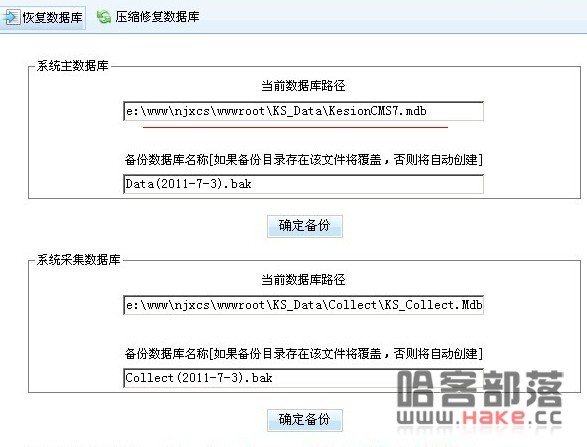 恢复数据库 压缩修复数据库
系统主数据库
当前数据库路径
e:\www\njxcs\wwwroot\KS_Data\KesionCMS7.mdb
备份数据库名称[如果备份目录存在该文件将覆盖，否则将自动创建]
Data(2011-7-3).bak
确定备份
系统采集数据库
当前数据库路径
e:\www\njxcs\wwwroot\KS_Data\Collect\KS_Collect.Mdb
备份数据库名称[如果备份目录存在该文件将覆盖，否则将自动创建]
Collect(2011-7-3).bak
确定备份
哈客部落
www.Hake.cc